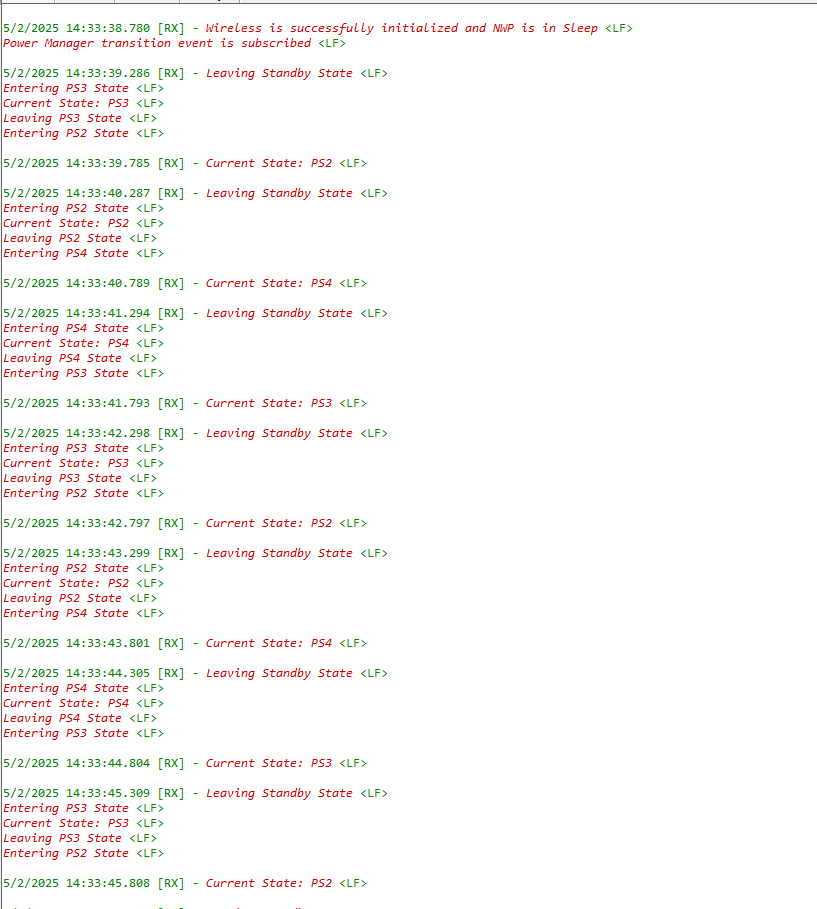 5/2/2025 14:33:38.780 [RX] - Wireless is successfully initialized and NWP is in Sleep <LF>
Power Manager transition event is subscribed <LF>
5/2/2025 14:33:39.286 [RX] - Leaving Standby State <LF>
Entering PS3 State <LF>
Current State: PS3 <LF>
Leaving PS3 State <LF>
Entering PS2 State <LF>
5/2/2025 14:33:39.785 [RX] - Current State: PS2 <LF>
5/2/2025 14:33:40.287 [RX] - Leaving Standby State <LF>
Entering PS2 State <LF>
Current State: PS2 <LF>
Leaving PS2 State <LF>
Entering PS4 State <LF>
5/2/2025 14:33:40.789 [RX] - Current State: PS4 <LF>
5/2/2025 14:33:41.294 [RX] - Leaving Standby State <LF>
Entering PS4 State <LF>
Current State: PS4 <LF>
Leaving PS4 State <LF>
Entering PS3 State <LF>
5/2/2025 14:33:41.793 [RX] - Current State: PS3 <LF>
5/2/2025 14:33:42.298 [RX] - Leaving Standby State <LF>
Entering PS3 State <LF>
Current State: PS3 <LF>
Leaving PS3 State <LF>
Entering PS2 State <LF>
5/2/2025 14:33:42.797 [RX] - Current State: PS2 <LF>
5/2/2025 14:33:43.299 [RX] - Leaving Standby State <LF>
Entering PS2 State <LF>
Current State: PS2 <LF>
Leaving PS2 State <LF>
Entering PS4 State <LF>
5/2/2025 14:33:43.801 [RX] - Current State: PS4 <LF>
5/2/2025 14:33:44.305 [RX] - Leaving Standby State <LF>
Entering PS4 State <LF>
Current State: PS4 <LF>
Leaving PS4 State <LF>
Entering PS3 State <LF>
5/2/2025 14:33:44.804 [RX] - Current State: PS3 <LF>
5/2/2025 14:33:45.309 [RX] - Leaving Standby State <LF>
Entering PS3 State <LF>
Current State: PS3 <LF>
Leaving PS3 State <LF>
Entering PS2 State <LF>
5/2/2025 14:33:45.808 [RX] - Current State: PS2 <LF>